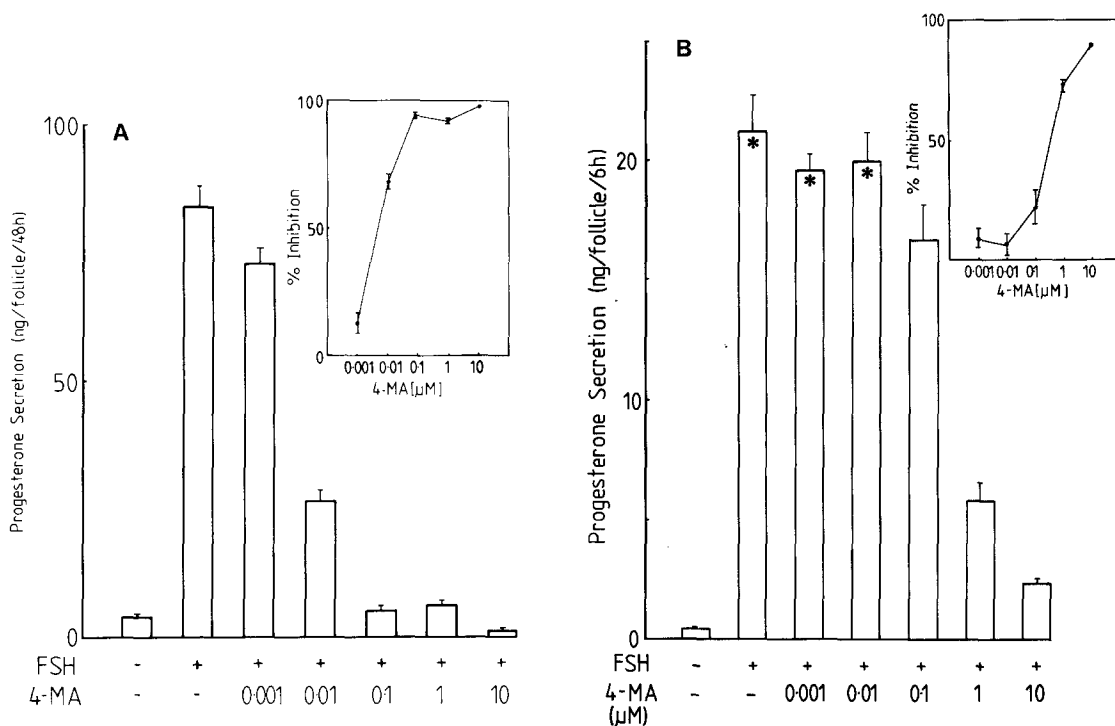 A
Progesterone Secretion (ng/follicle/48h)
100
50
0
% Inhibition
100
50
0
0·001 0·01 0·1 1 10
4-MA[µM]
FSH - + + + + + +
4-MA - - 0·001 0·01 0·1 1 10
B
Progesterone Secretion (ng/follicle/6h)
20
10
0
* * *
% Inhibition
100
50
0·001 0·01 0·1 1 10
4-MA[µM]
FSH - + + + + + +
4-MA - - 0·001 0·01 0·1 1 10
(µM)